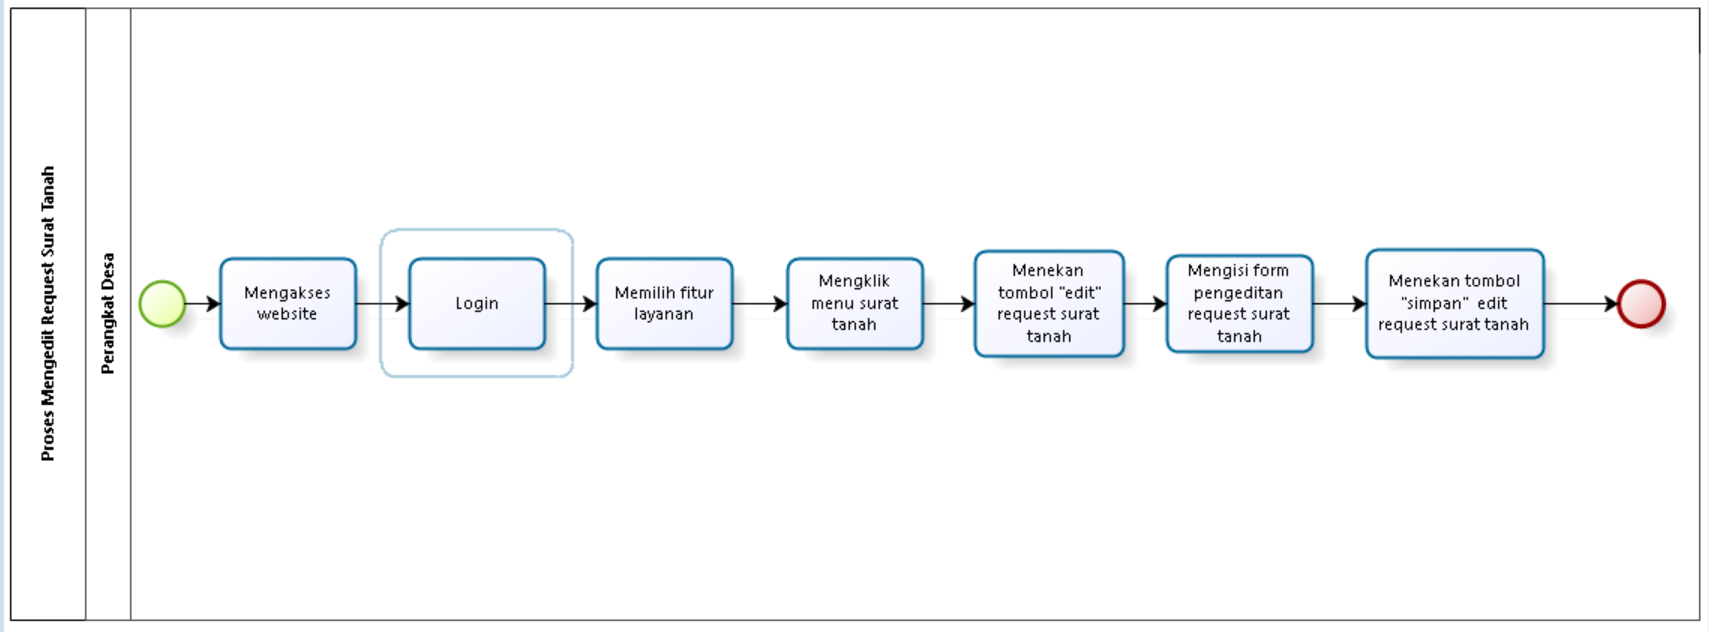 Proses Mengedit Request Surat Tanah
Perangkat Desa
Mengakses
website
Login
Memilih fitur
layanan
Mengklik
menu surat
tanah
Menekan
tombol "edit"
request surat
tanah
Mengisi form
pengeditan
request surat
tanah
Menekan tombol
"simpan" edit
request surat tanah